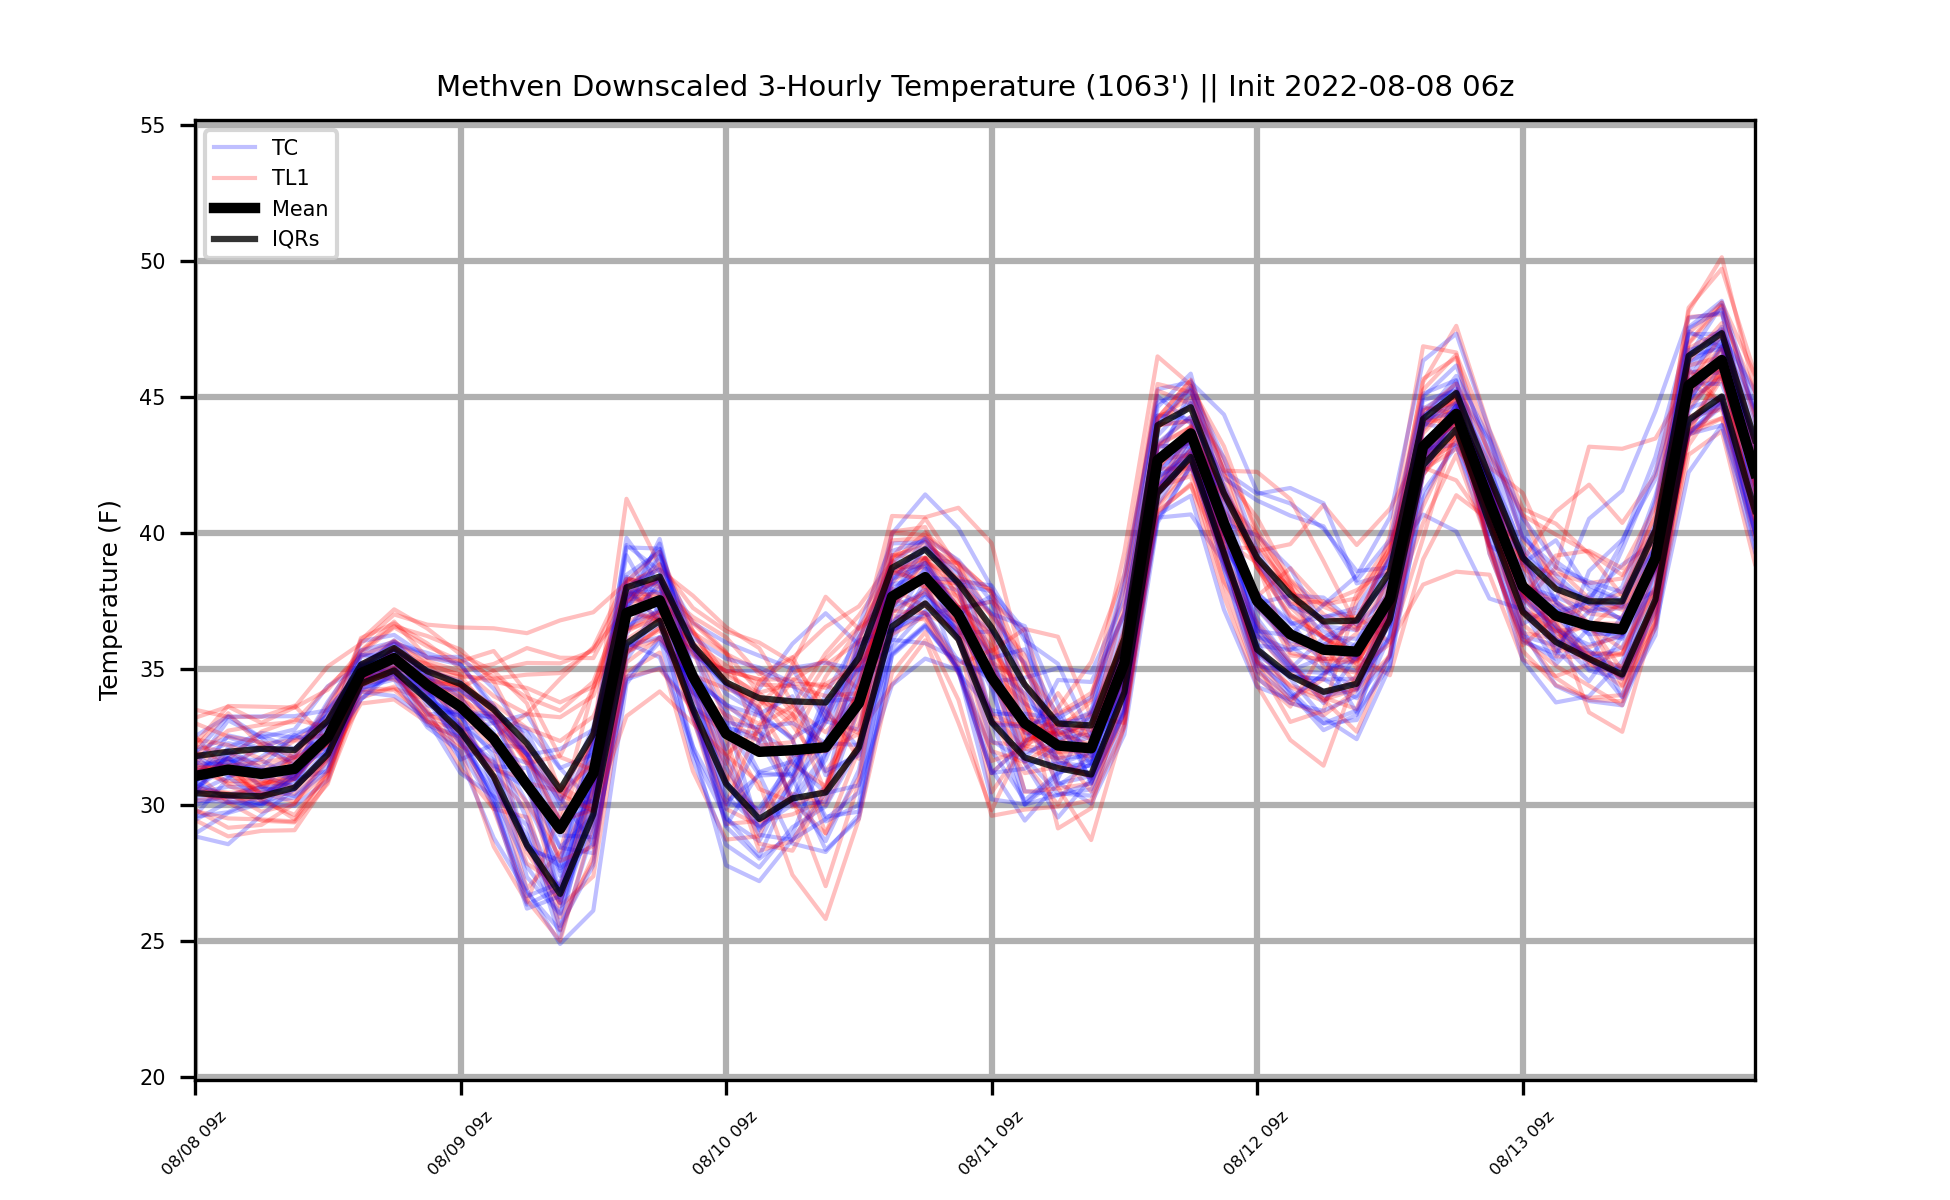 Methven Downscaled 3-Hourly Temperature (1063') || Init 2022-08-08 06z
TC
TL1
Mean
IQRs
Temperature (F)
55
50
45
40
35
30
25
20
08/08 09z
08/09 09z
08/10 09z
08/11 09z
08/12 09z
08/13 09z